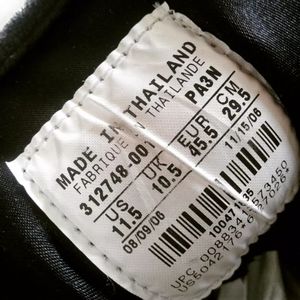 MADE IN THAILAND
FABRIQUE EN THAILANDE
312748-001 PA3N
US UK EUR CM
11.5 10.5 45.5 29.5
08/09/06 11/15/06